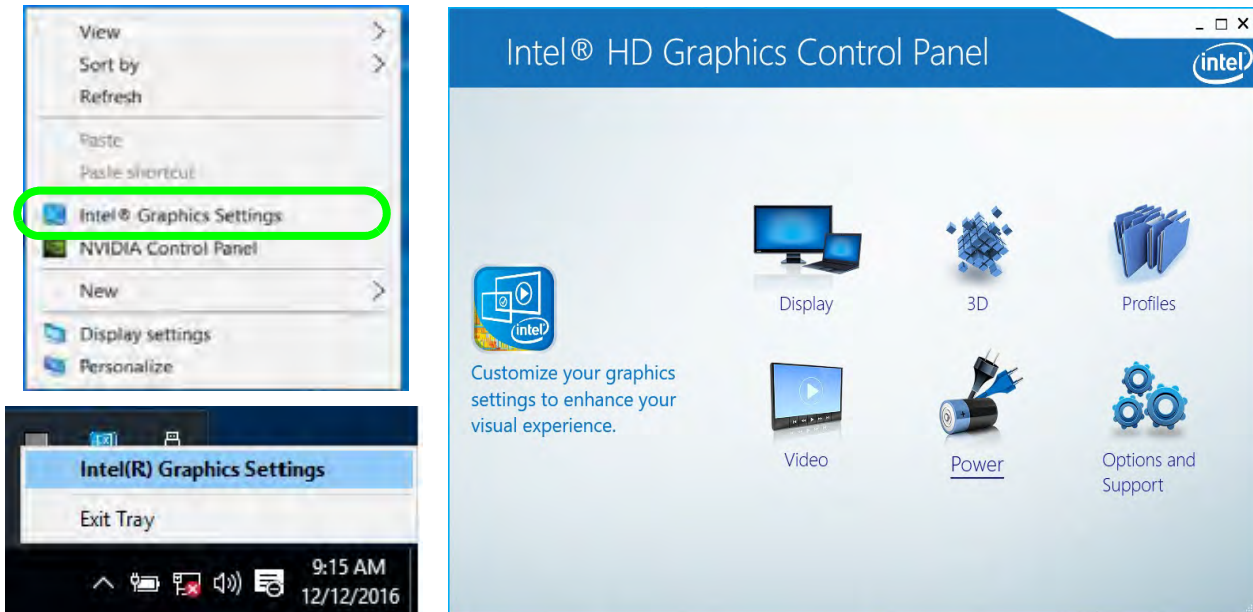 View
Sort by
Refresh
Paste
Paste shortcut
Intel® Graphics Settings
NVIDIA Control Panel
New
Display settings
Personalize
Intel(R) Graphics Settings
Exit Tray
9:15 AM
12/12/2016
Intel® HD Graphics Control Panel
intel
intel
Customize your graphics
settings to enhance your
visual experience.
Display
3D
Profiles
Video
Power
Options and
Support